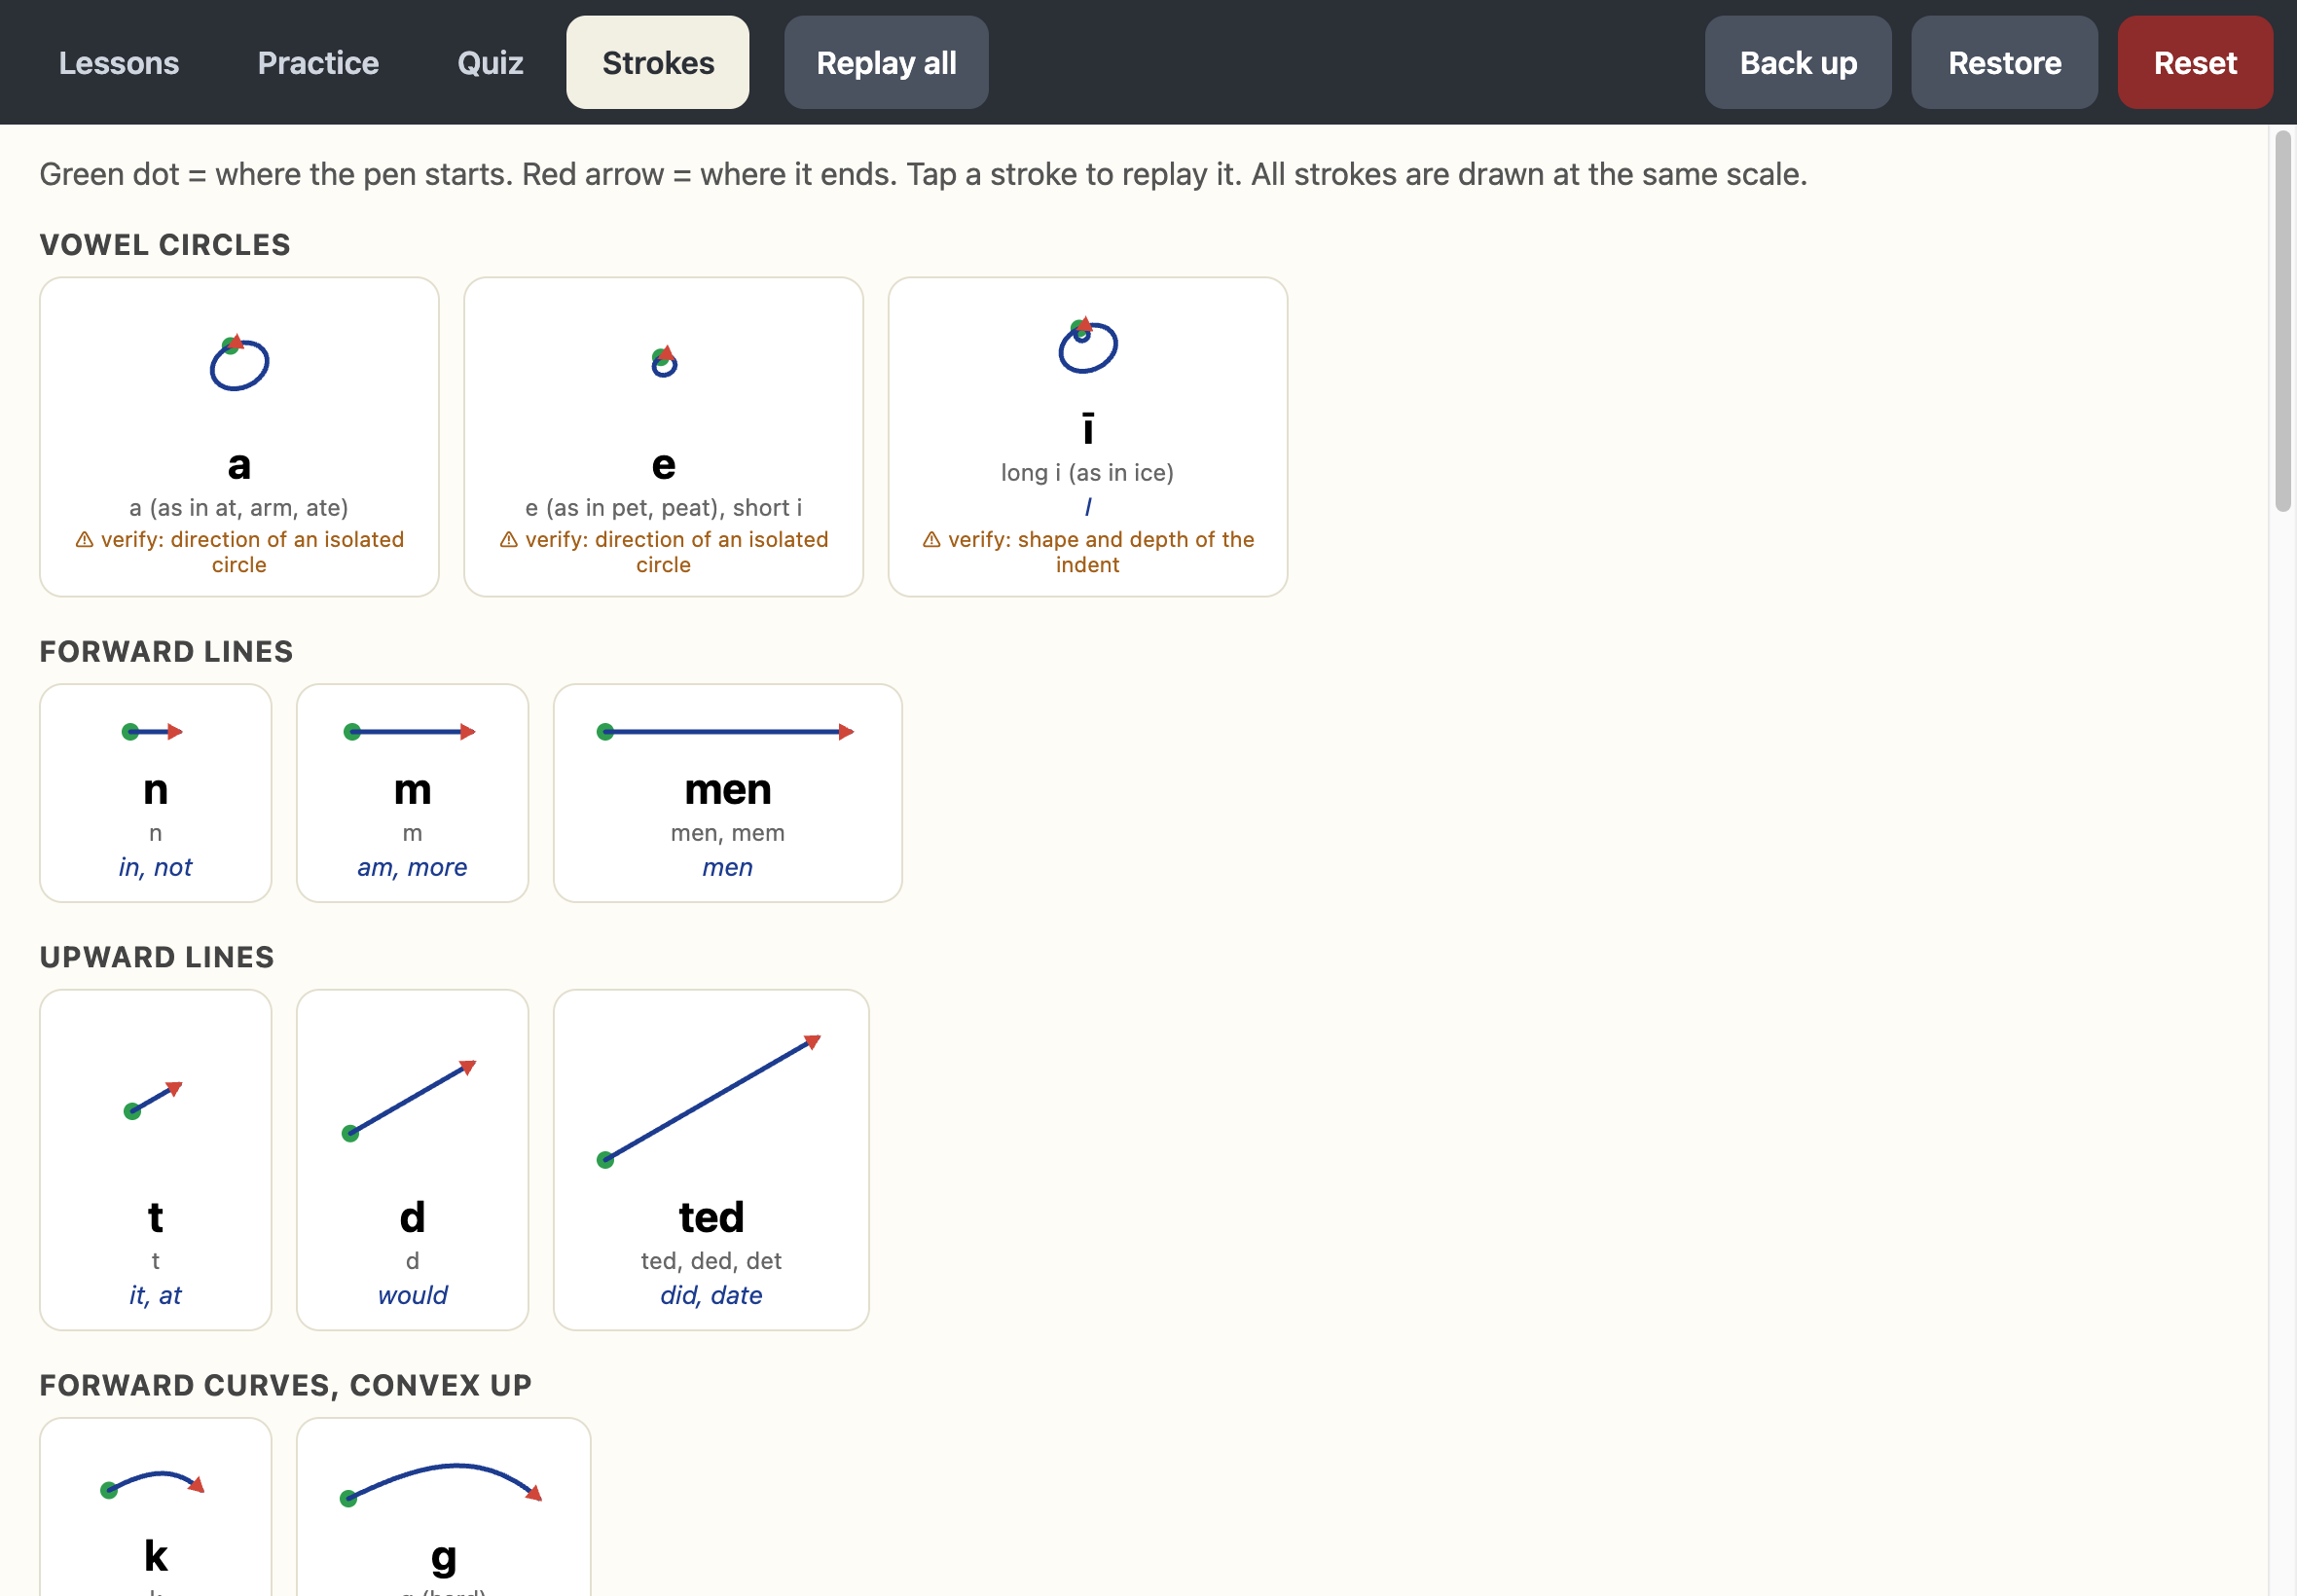 Lessons Practice Quiz Strokes Replay all Back up Restore Reset
Green dot = where the pen starts. Red arrow = where it ends. Tap a stroke to replay it. All strokes are drawn at the same scale.
VOWEL CIRCLES
a
a (as in at, arm, ate)
⚠ verify: direction of an isolated
circle
e
e (as in pet, peat), short i
⚠ verify: direction of an isolated
circle
ī
long i (as in ice)
I
⚠ verify: shape and depth of the
indent
FORWARD LINES
n
n
in, not
m
m
am, more
men
men, mem
men
UPWARD LINES
t
t
it, at
d
d
would
ted
ted, ded, det
did, date
FORWARD CURVES, CONVEX UP
k
k
g
g (hard)